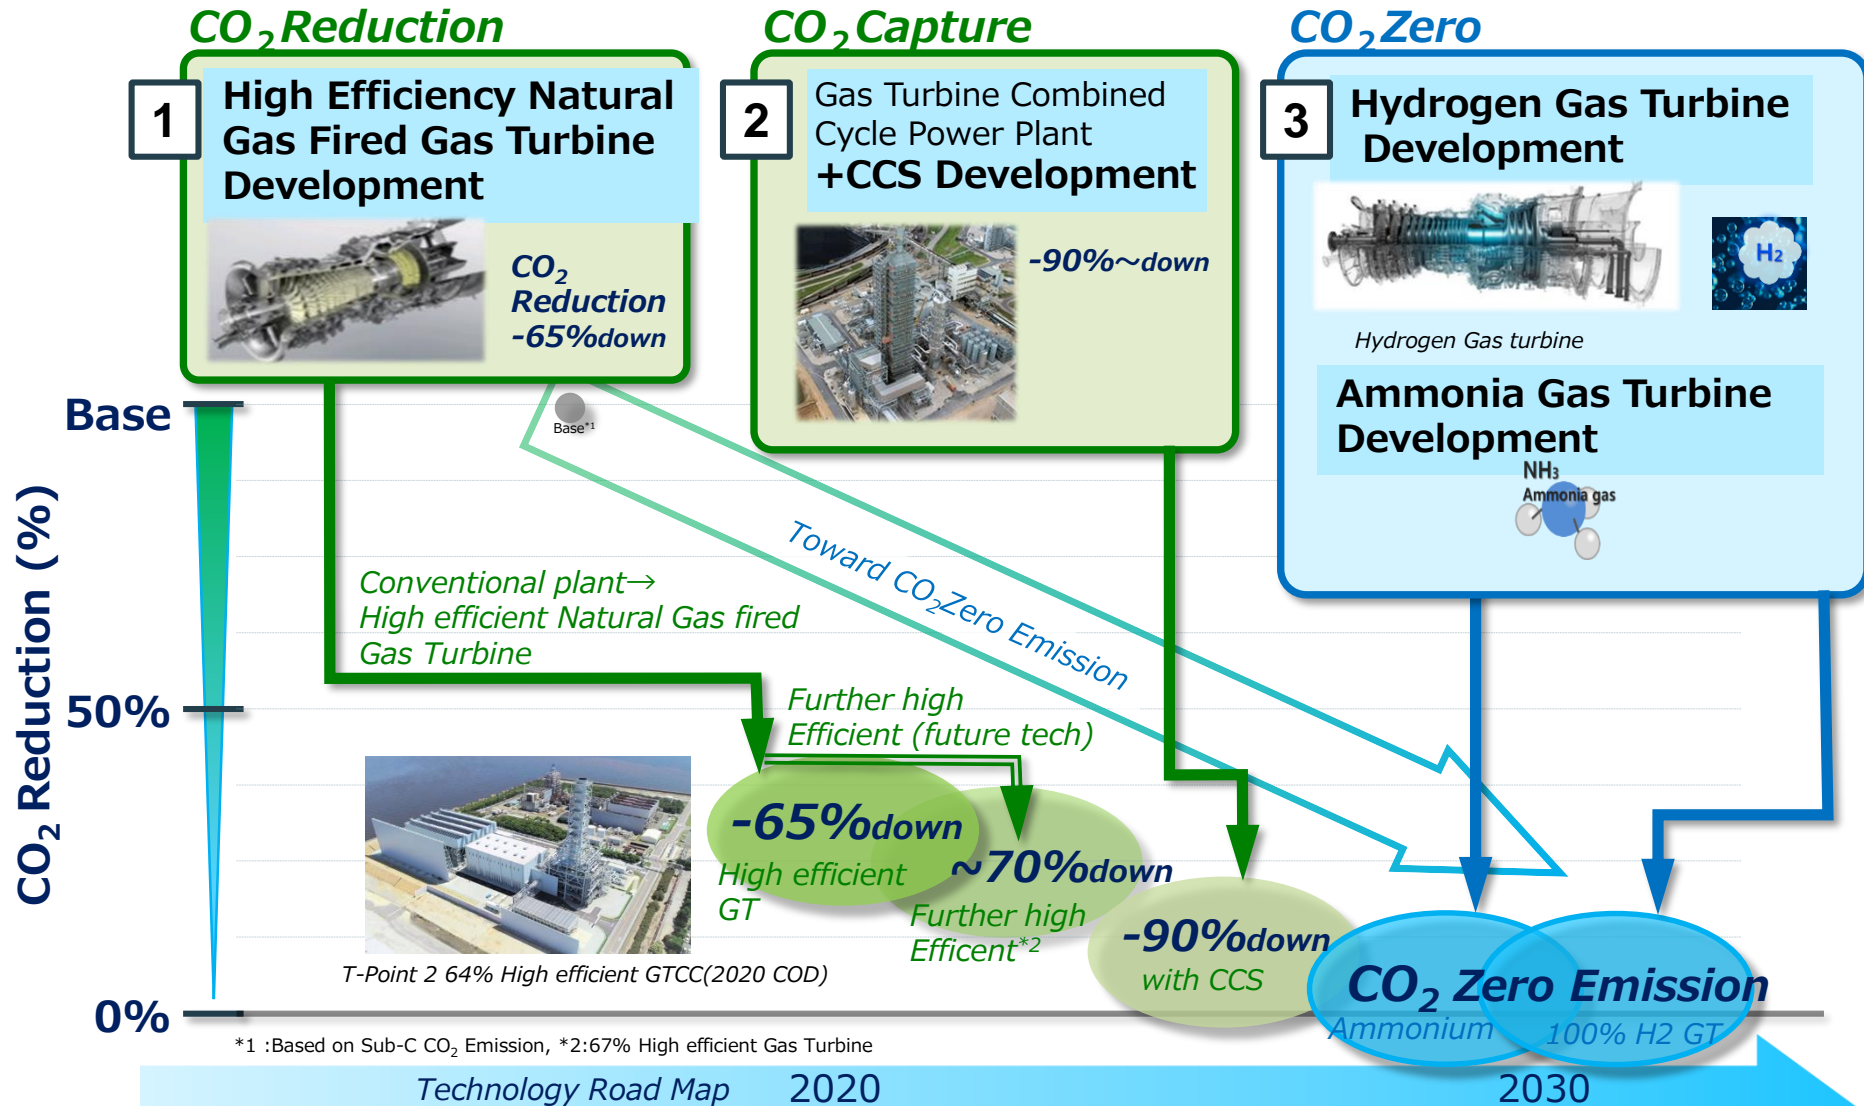 CO2 Reduction
CO2 Capture
CO2 Zero
1
High Efficiency Natural
Gas Fired Gas Turbine
Development
CO2
Reduction
-65%down
2
Gas Turbine Combined
Cycle Power Plant
+CCS Development
-90%~down
3
Hydrogen Gas Turbine
Development
H2
Hydrogen Gas turbine
Ammonia Gas Turbine
Development
NH3
Ammonia gas
CO2 Reduction (%)
Base
50%
0%
Base*1
Toward CO2Zero Emission
Conventional plant→
High efficient Natural Gas fired
Gas Turbine
Further high
Efficient (future tech)
-65%down
High efficient
GT
~70%down
Further high
Efficent*2
-90%down
with CCS
CO2 Zero Emission
Ammonium
100% H2 GT
T-Point 2 64% High efficient GTCC(2020 COD)
*1 :Based on Sub-C CO2 Emission, *2:67% High efficient Gas Turbine
Technology Road Map
2020
2030